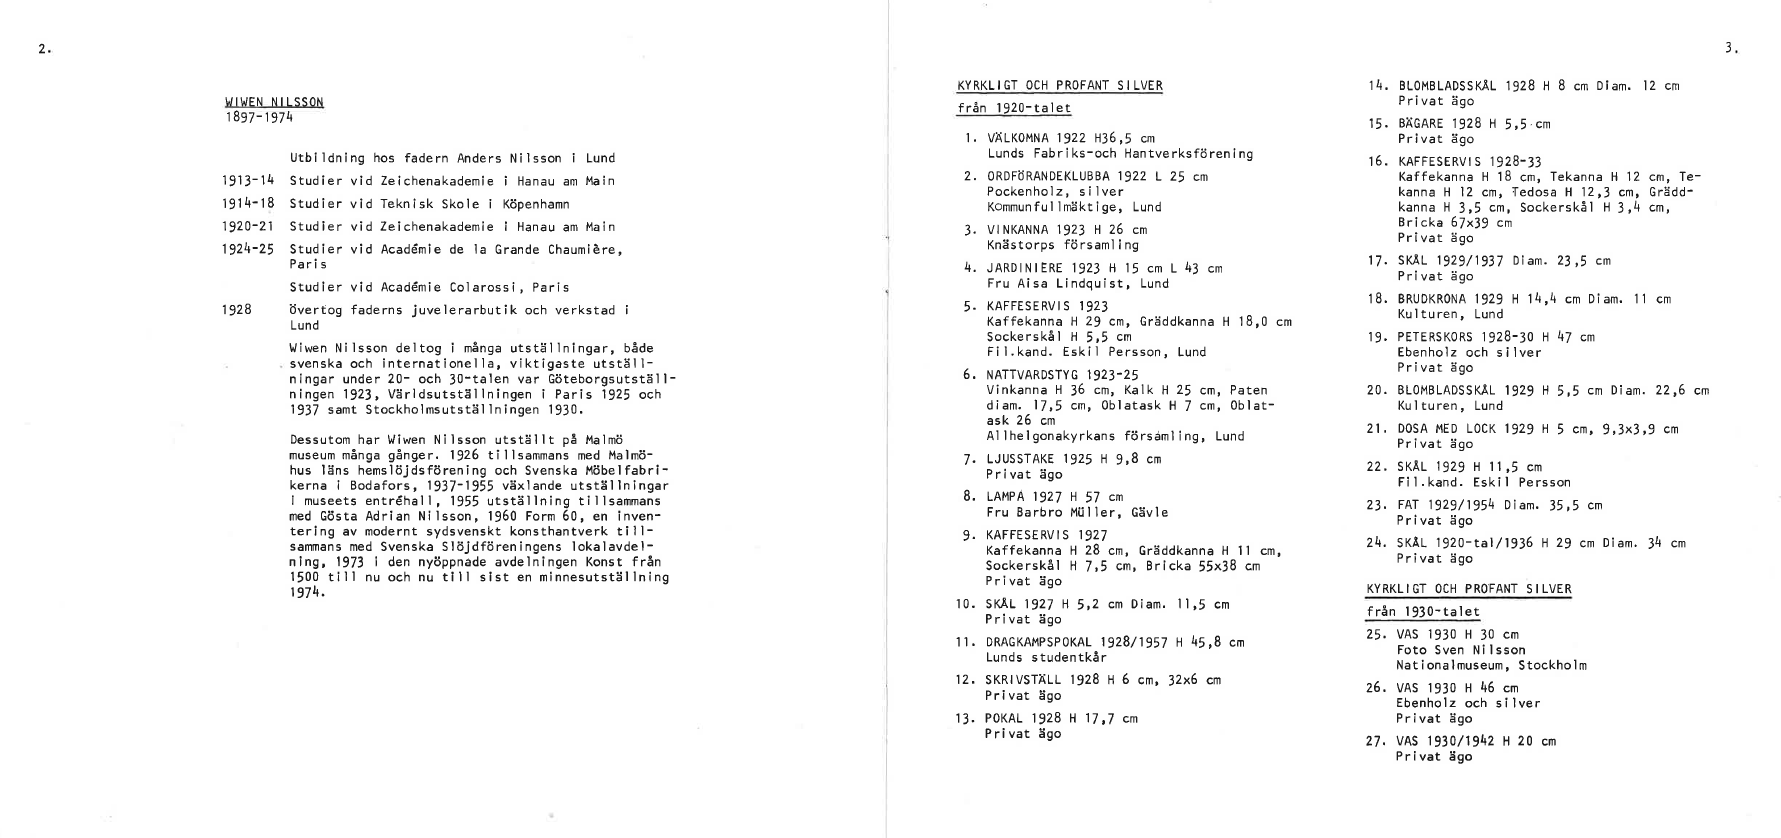 2.
WIWEN NILSSON
1897-1974
Utbildning hos fadern Anders Nilsson i Lund
1913-14 Studier vid Zeichenakademie i Hanau am Main
1914-18 Studier vid Teknisk Skole i Köpenhamn
1920-21 Studier vid Zeichenakademie i Hanau am Main
1924-25 Studier vid Académie de la Grande Chaumière,
Paris
Studier vid Académie Colarossi, Paris
1928 Övertog faderns juvelerarbutik och verkstad i
Lund
Wiwen Nilsson deltog i många utställningar, både
svenska och internationella, viktigaste utställ-
ningar under 20- och 30-talen var Göteborgsutställ-
ningen 1923, Världsutställningen i Paris 1925 och
1937 samt Stockholmsutställningen 1930.
Dessutom har Wiwen Nilsson utställt på Malmö
museum många gånger. 1926 tillsammans med Malmö-
hus läns hemslöjdsförening och Svenska Möbelfabri-
kerna i Bodafors, 1937-1955 växlande utställningar
i museets entréhall, 1955 utställning tillsammans
med Gösta Adrian Nilsson, 1960 Form 60, en inven-
tering av modernt sydsvenskt konsthantverk till-
sammans med Svenska Slöjdföreningens lokalavdel-
ning, 1973 i den nyöppnade avdelningen Konst från
1500 till nu och nu till sist en minnesutställning
1974.
3.
KYRKLIGT OCH PROFANT SILVER
från 1920-talet
1. VÄLKOMNA 1922 H36,5 cm
Lunds Fabriks-och Hantverksförening
2. ORDFÖRANDEKLUBBA 1922 L 25 cm
Pockenholz, silver
Kommunfullmäktige, Lund
3. VINKANNA 1923 H 26 cm
Knästorps församling
4. JARDINIERE 1923 H 15 cm L 43 cm
Fru Aisa Lindquist, Lund
5. KAFFESERVIS 1923
Kaffekanna H 29 cm, Gräddkanna H 18,0 cm
Sockerskål H 5,5 cm
Fil.kand. Eskil Persson, Lund
6. NATTVARDSTYG 1923-25
Vinkanna H 36 cm, Kalk H 25 cm, Paten
diam. 17,5 cm, Oblatask H 7 cm, Oblat-
ask 26 cm
Allhelgonakyrkans församling, Lund
7. LJUSSTAKE 1925 H 9,8 cm
Privat ägo
8. LAMPA 1927 H 57 cm
Fru Barbro Müller, Gävle
9. KAFFESERVIS 1927
Kaffekanna H 28 cm, Gräddkanna H 11 cm,
Sockerskål H 7,5 cm, Bricka 55x38 cm
Privat ägo
10. SKÅL 1927 H 5,2 cm Diam. 11,5 cm
Privat ägo
11. DRAGKAMPSPOKAL 1928/1957 H 45,8 cm
Lunds studentkår
12. SKRIVSTÄLL 1928 H 6 cm, 32x6 cm
Privat ägo
13. POKAL 1928 H 17,7 cm
Privat ägo
14. BLOMBLADSSKÅL 1928 H 8 cm Diam. 12 cm
Privat ägo
15. BÄGARE 1928 H 5,5 cm
Privat ägo
16. KAFFESERVIS 1928-33
Kaffekanna H 18 cm, Tekanna H 12 cm, Te-
kanna H 12 cm, Tedosa H 12,3 cm, Grädd-
kanna H 3,5 cm, Sockerskål H 3,4 cm,
Bricka 67x39 cm
Privat ägo
17. SKÅL 1929/1937 Diam. 23,5 cm
Privat ägo
18. BRUDKRONA 1929 H 14,4 cm Diam. 11 cm
Kulturen, Lund
19. PETERSKORS 1928-30 H 47 cm
Ebenholz och silver
Privat ägo
20. BLOMBLADSSKÅL 1929 H 5,5 cm Diam. 22,6 cm
Kulturen, Lund
21. DOSA MED LOCK 1929 H 5 cm, 9,3x3,9 cm
Privat ägo
22. SKÅL 1929 H 11,5 cm
Fil.kand. Eskil Persson
23. FAT 1929/1954 Diam. 35,5 cm
Privat ägo
24. SKÅL 1920-tal/1936 H 29 cm Diam. 34 cm
Privat ägo
KYRKLIGT OCH PROFANT SILVER
från 1930-talet
25. VAS 1930 H 30 cm
Foto Sven Nilsson
Nationalmuseum, Stockholm
26. VAS 1930 H 46 cm
Ebenholz och silver
Privat ägo
27. VAS 1930/1942 H 20 cm
Privat ägo